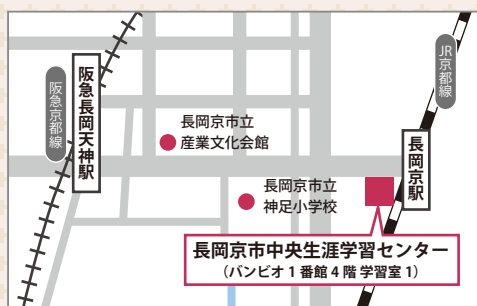 阪急京都線
阪急長岡天神駅
長岡京市立
産業文化会館
長岡京市立
神足小学校
JR京都線
長岡京駅
長岡京市中央生涯学習センター
（バンビオ1番館4階 学習室1）